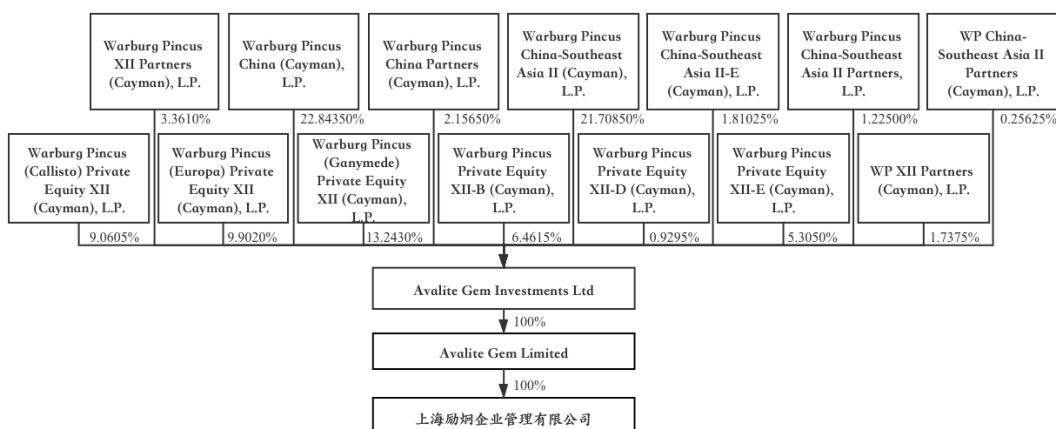 Warburg Pincus
XII Partners
(Cayman), L.P.
Warburg Pincus
China (Cayman),
L.P.
Warburg Pincus
China Partners
(Cayman), L.P.
Warburg Pincus
China-Southeast
Asia II (Cayman),
L.P.
Warburg Pincus
China-Southeast
Asia II-E
(Cayman), L.P.
Warburg Pincus
China-Southeast
Asia II Partners,
L.P.
WP China-
Southeast Asia II
Partners
(Cayman), L.P.
3.3610%
22.84350%
2.15650%
21.70850%
1.81025%
1.22500%
0.25625%
Warburg Pincus
(Callisto) Private
Equity XII
(Cayman), L.P.
Warburg Pincus
(Europa) Private
Equity XII
(Cayman), L.P.
Warburg Pincus
(Ganymede)
Private Equity
XII (Cayman),
L.P.
Warburg Pincus
Private Equity
XII-B (Cayman),
L.P.
Warburg Pincus
Private Equity
XII-D (Cayman),
L.P.
Warburg Pincus
Private Equity
XII-E (Cayman),
L.P.
WP XII Partners
(Cayman), L.P.
9.0605%
9.9020%
13.2430%
6.4615%
0.9295%
5.3050%
1.7375%
Avalite Gem Investments Ltd
100%
Avalite Gem Limited
100%
上海励炯企业管理有限公司